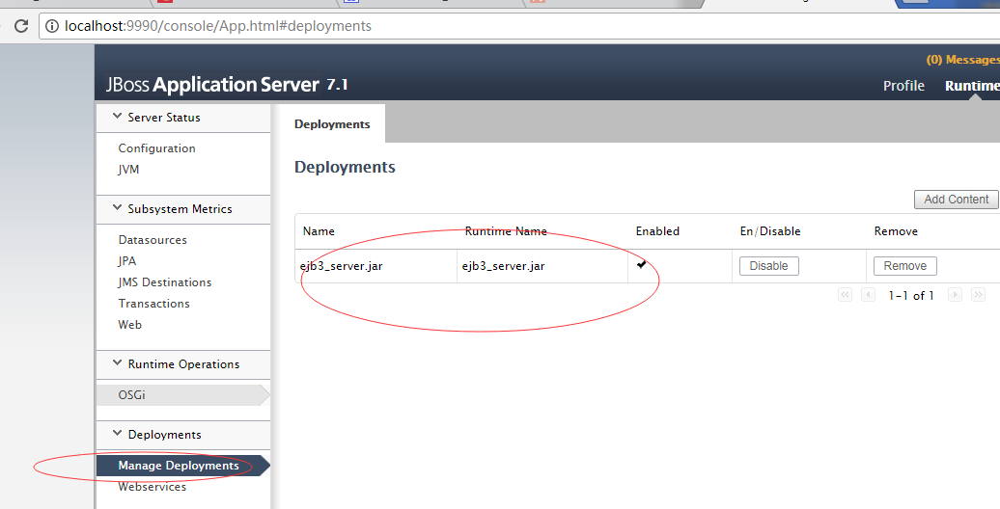 localhost:9990/console/App.html#deployments
(0) Messages
JBoss Application Server 7.1
Profile Runtime
Server Status
Configuration
JVM
Subsystem Metrics
Datasources
JPA
JMS Destinations
Transactions
Web
Runtime Operations
OSGi
Deployments
Manage Deployments
Webservices
Deployments
Deployments
Add Content
Name Runtime Name Enabled En/Disable Remove
ejb3_server.jar ejb3_server.jar Disable Remove
1-1 of 1